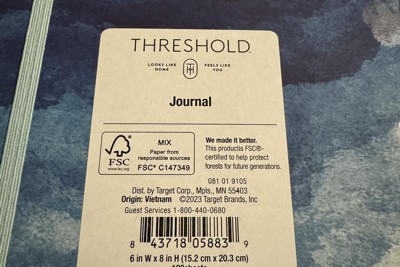 THRESHOLD™
LOOKS LIKE HOME
FEELS LIKE YOU
Journal
FSC
MIX
Paper from
responsible sources
FSC® C147349
We made it better.
This product is FSC®-
certified to help protect
forests for future generations.
081 01 9105
Dist. by Target Corp., Mpls., MN 55403
Origin: Vietnam ©2023 Target Brands, Inc
Guest Services 1-800-440-0680
8 43718 05883 9
6 in W x 8 in H (15.2 cm x 20.3 cm)